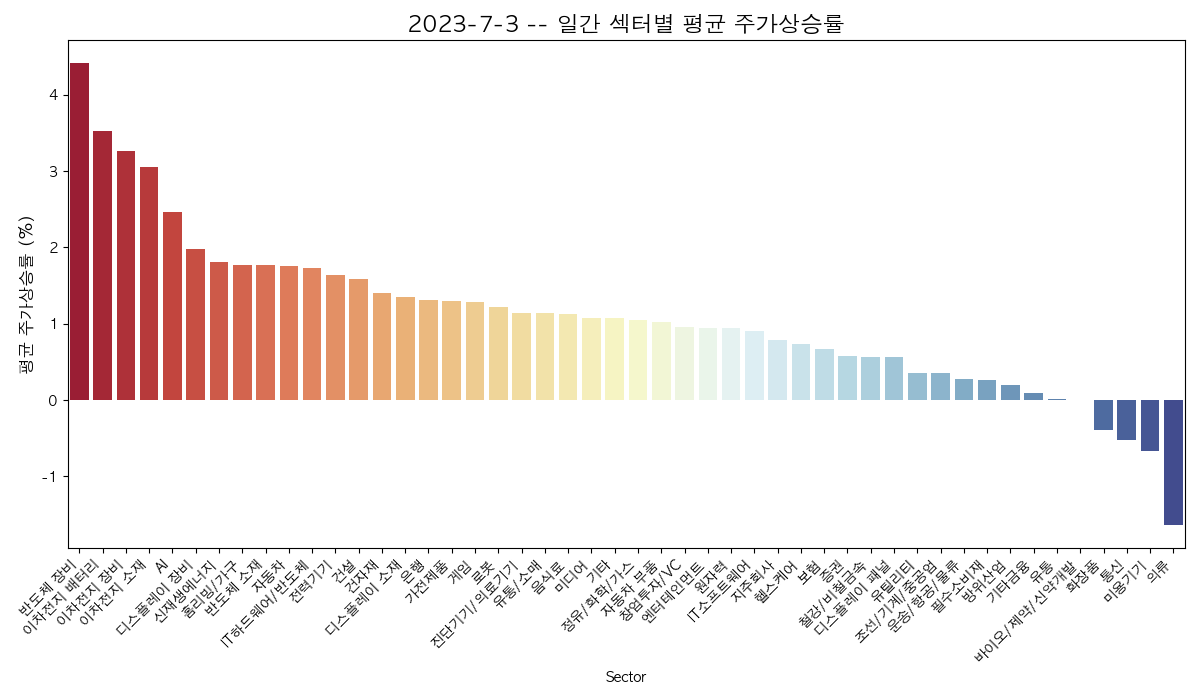 2023-7-3 -- 일간 섹터별 평균 주가상승률
평균 주가상승률 (%)
4
3
2
1
0
-1
반도체 장비
이차전지 배터리
이차전지 장비
이차전지 소재
AI
디스플레이 장비
신재생에너지
홈리빙/가구
반도체 소재
자동차
IT하드웨어/반도체
전력기기
건설
건자재
디스플레이 소재
은행
가전제품
게임
로봇
진단기기/의료기기
유통/소매
음식료
미디어
기타
정유/화학/가스
자동차 부품
창업투자/VC
엔터테인먼트
원자력
IT소프트웨어
지주회사
헬스케어
보험
증권
철강/비철금속
디스플레이 패널
유틸리티
조선/기계/중공업
운송/항공/물류
필수소비재
방위산업
기타금융
유통
바이오/제약/신약개발
화장품
통신
미용기기
의류
Sector